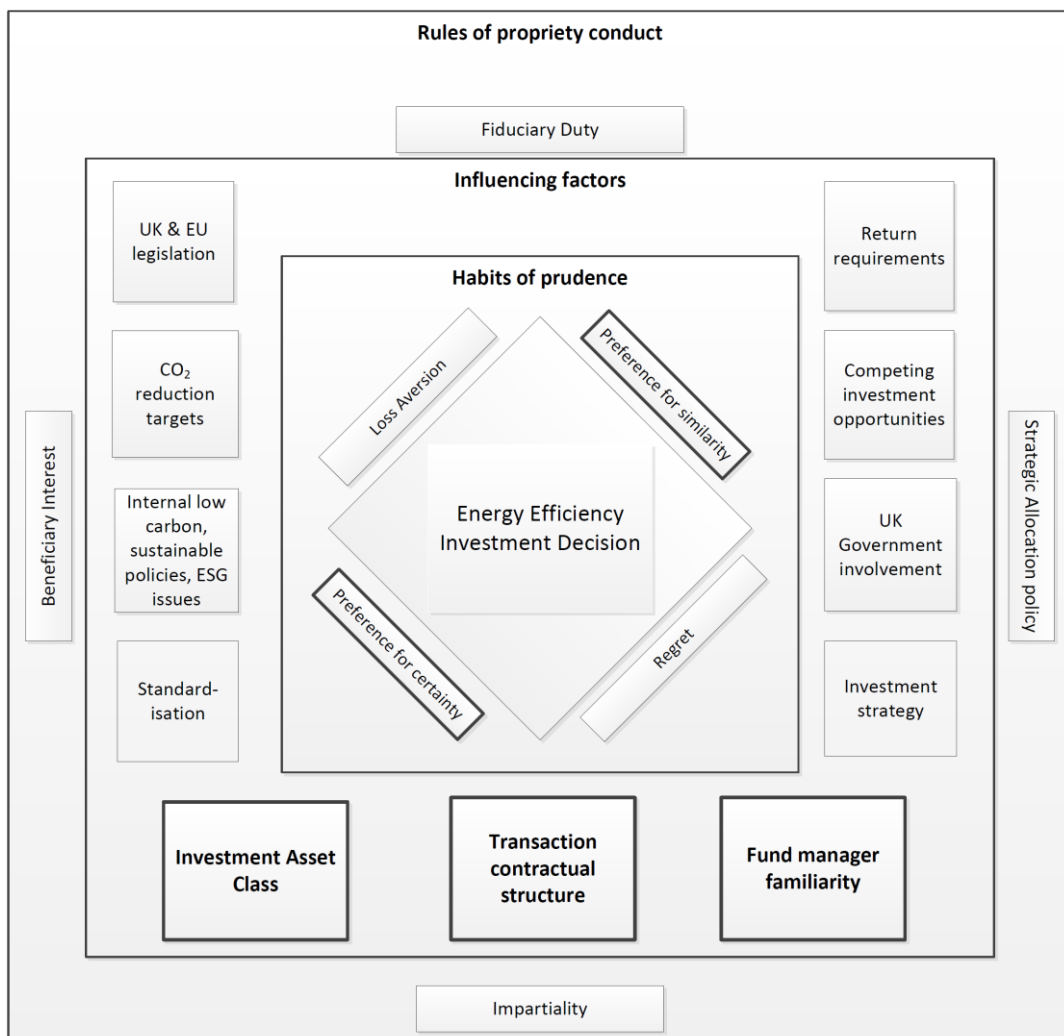 Rules of propriety conduct
Fiduciary Duty
Influencing factors
UK & EU
legislation
Return
requirements
Habits of prudence
Loss Aversion
Preference for similarity
CO₂
reduction
targets
Competing
investment
opportunities
Beneficiary Interest
Strategic Allocation policy
Energy Efficiency
Investment Decision
Internal low
carbon,
sustainable
policies, ESG
issues
UK
Government
involvement
Preference for certainty
Regret
Standard-
isation
Investment
strategy
Investment Asset
Class
Transaction
contractual
structure
Fund manager
familiarity
Impartiality